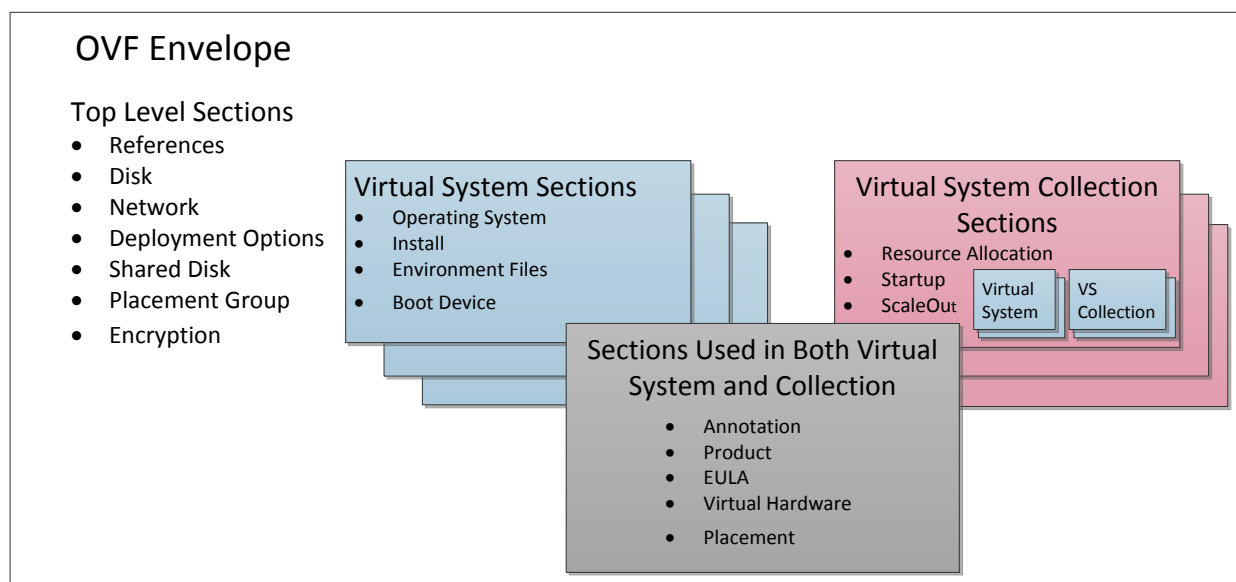 OVF Envelope
Top Level Sections
• References
• Disk
• Network
• Deployment Options
• Shared Disk
• Placement Group
• Encryption
Virtual System Sections
• Operating System
• Install
• Environment Files
• Boot Device
Virtual System Collection
Sections
• Resource Allocation
• Startup
• ScaleOut
Virtual
System
VS
Collection
Sections Used in Both Virtual
System and Collection
• Annotation
• Product
• EULA
• Virtual Hardware
• Placement